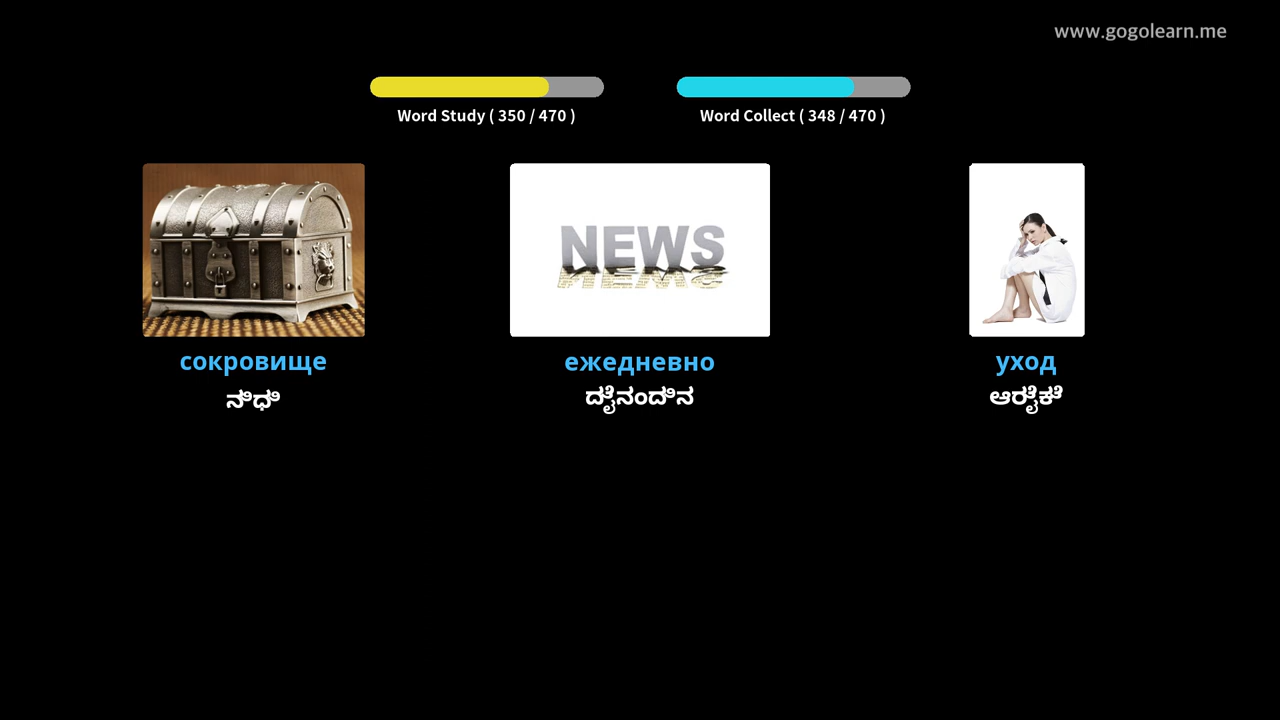 www.gogolearn.me
Word Study ( 350 / 470 )
Word Collect ( 348 / 470 )
NEWS
сокровище
ежедневно
уход
ನಿಧಿ
ದೈನಂದಿನ
ಆರೈಕೆ